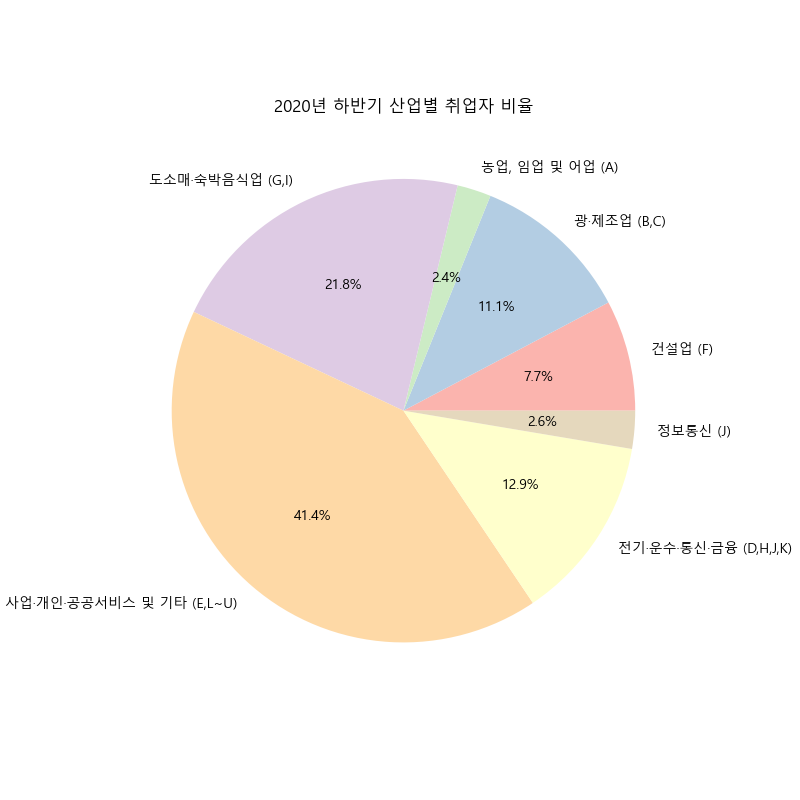 2020년 하반기 산업별 취업자 비율
농업, 임업 및 어업 (A)
도소매·숙박음식업 (G,I)
광·제조업 (B,C)
2.4%
21.8%
11.1%
건설업 (F)
7.7%
2.6%
정보통신 (J)
12.9%
41.4%
전기·운수·통신·금융 (D,H,J,K)
사업·개인·공공서비스 및 기타 (E,L~U)